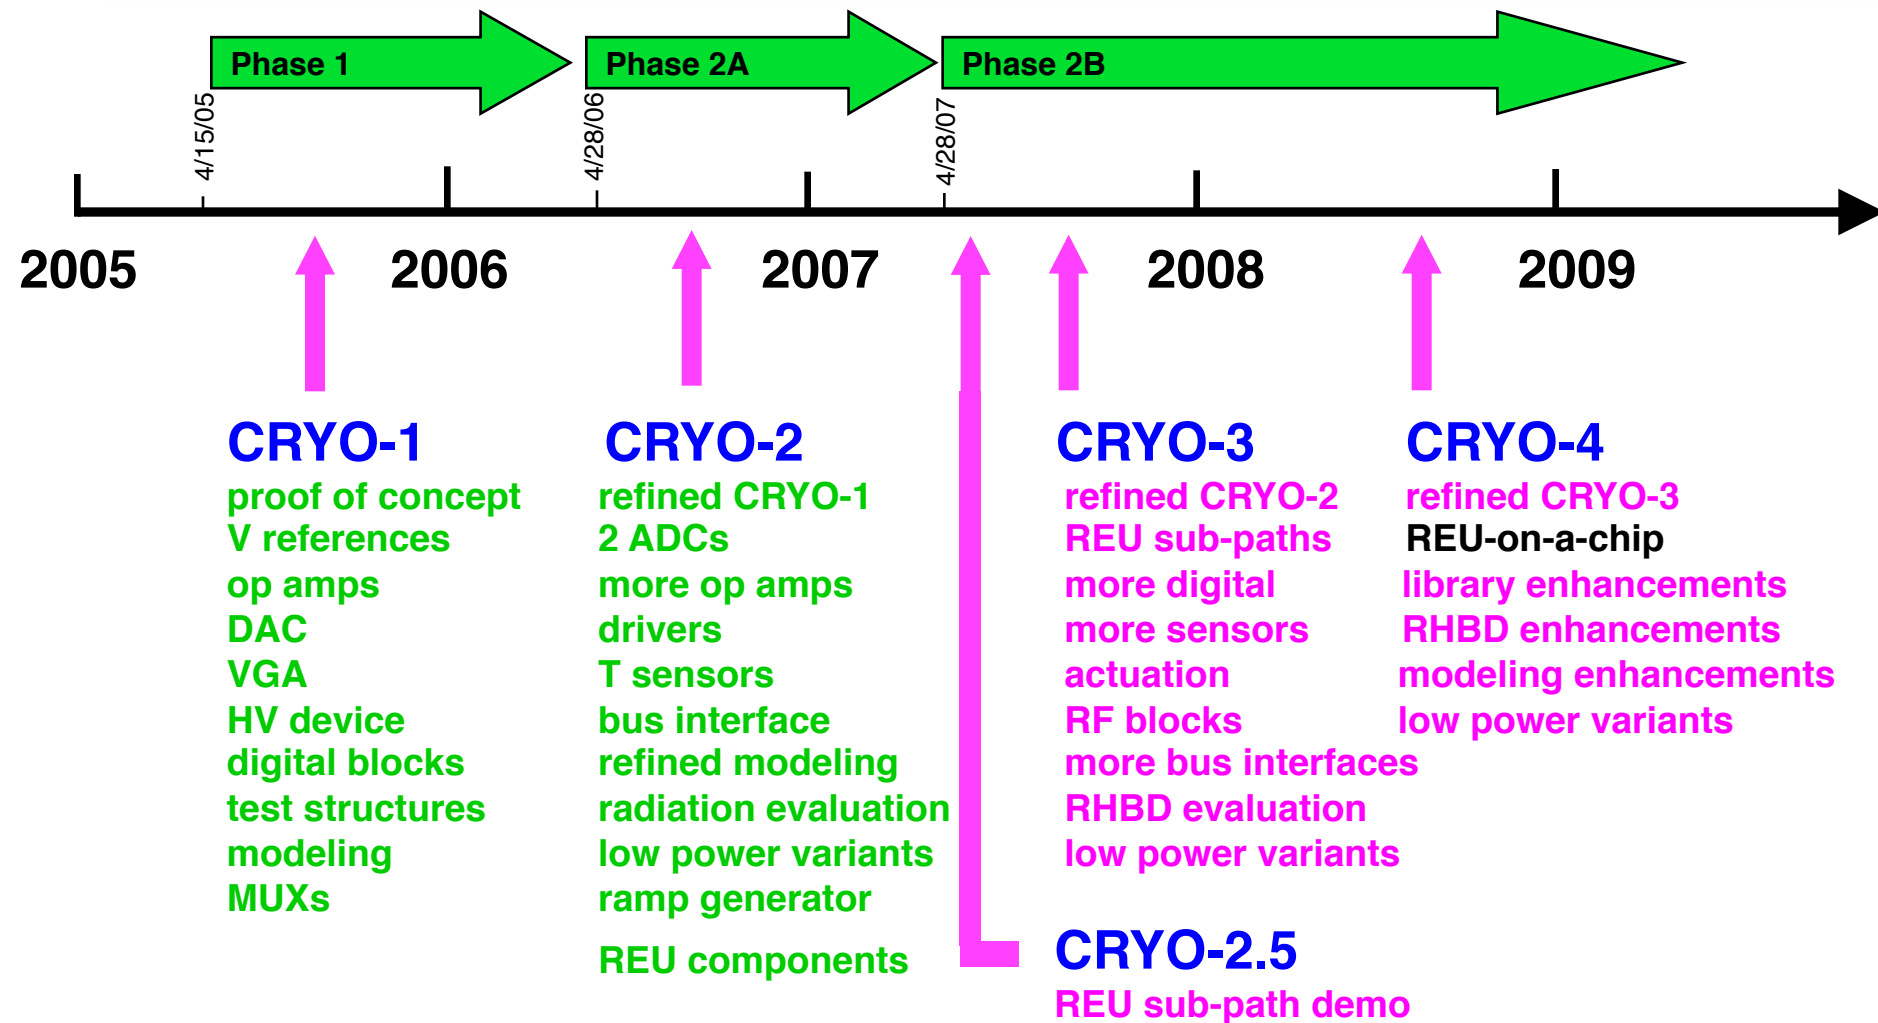 Phase 1
Phase 2A
Phase 2B
4/15/05
4/28/06
4/28/07
2005
2006
2007
2008
2009
CRYO-1
proof of concept
V references
op amps
DAC
VGA
HV device
digital blocks
test structures
modeling
MUXs
CRYO-2
refined CRYO-1
2 ADCs
more op amps
drivers
T sensors
bus interface
refined modeling
radiation evaluation
low power variants
ramp generator
REU components
CRYO-3
refined CRYO-2
REU sub-paths
more digital
more sensors
actuation
RF blocks
more bus interfaces
RHBD evaluation
low power variants
CRYO-2.5
REU sub-path demo
CRYO-4
refined CRYO-3
REU-on-a-chip
library enhancements
RHBD enhancements
modeling enhancements
low power variants